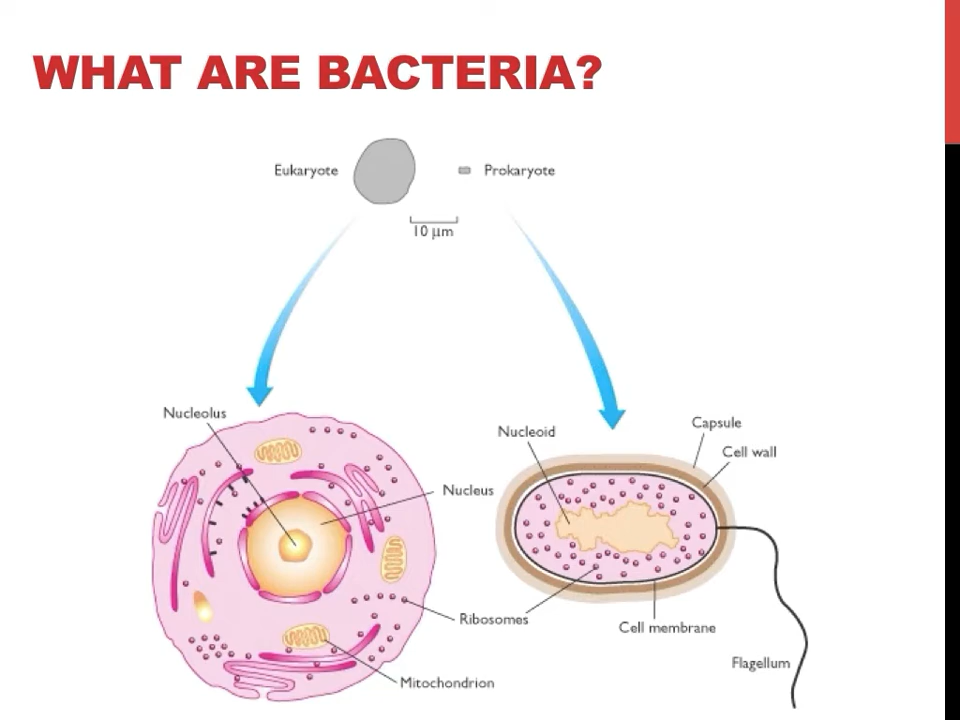 WHAT ARE BACTERIA?
Eukaryote
Prokaryote
10 μm
Nucleolus
Nucleoid
Capsule
Cell wall
Nucleus
Ribosomes
Cell membrane
Flagellum
Mitochondrion